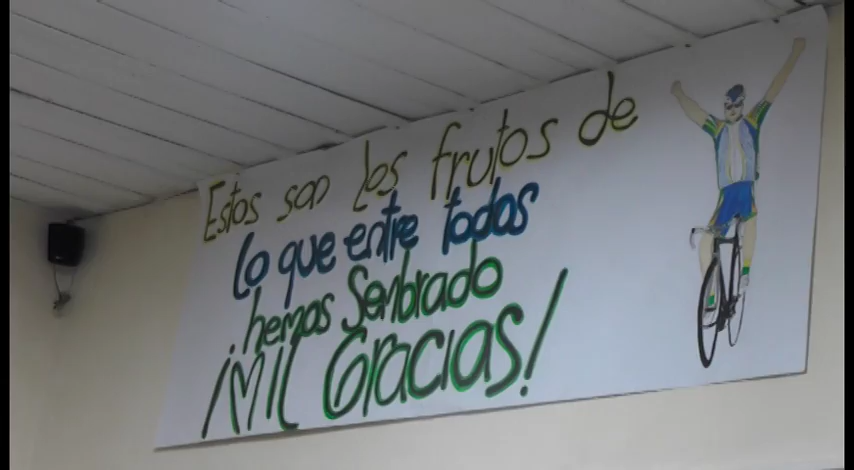 Estos son los frutos de
lo que entre todos
hemos Sembrado
¡MIL Gracias!